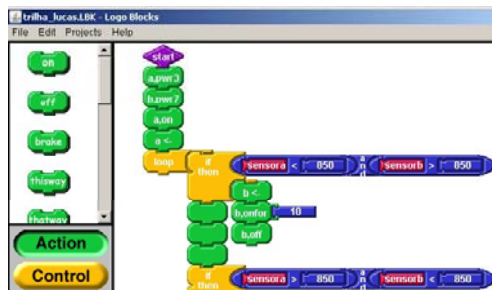 trilha_lucas.LBK - Logo Blocks
File Edit Projects Help
on
off
brake
thisway
thatway
Action
Control
start
a,pwr3
b,pwr7
a,on
a <-
loop
if
then
sensora < 850 and sensorb > 850
b <-
b,onfor 10
b,off
if
then
sensora > 850 and sensorb < 850